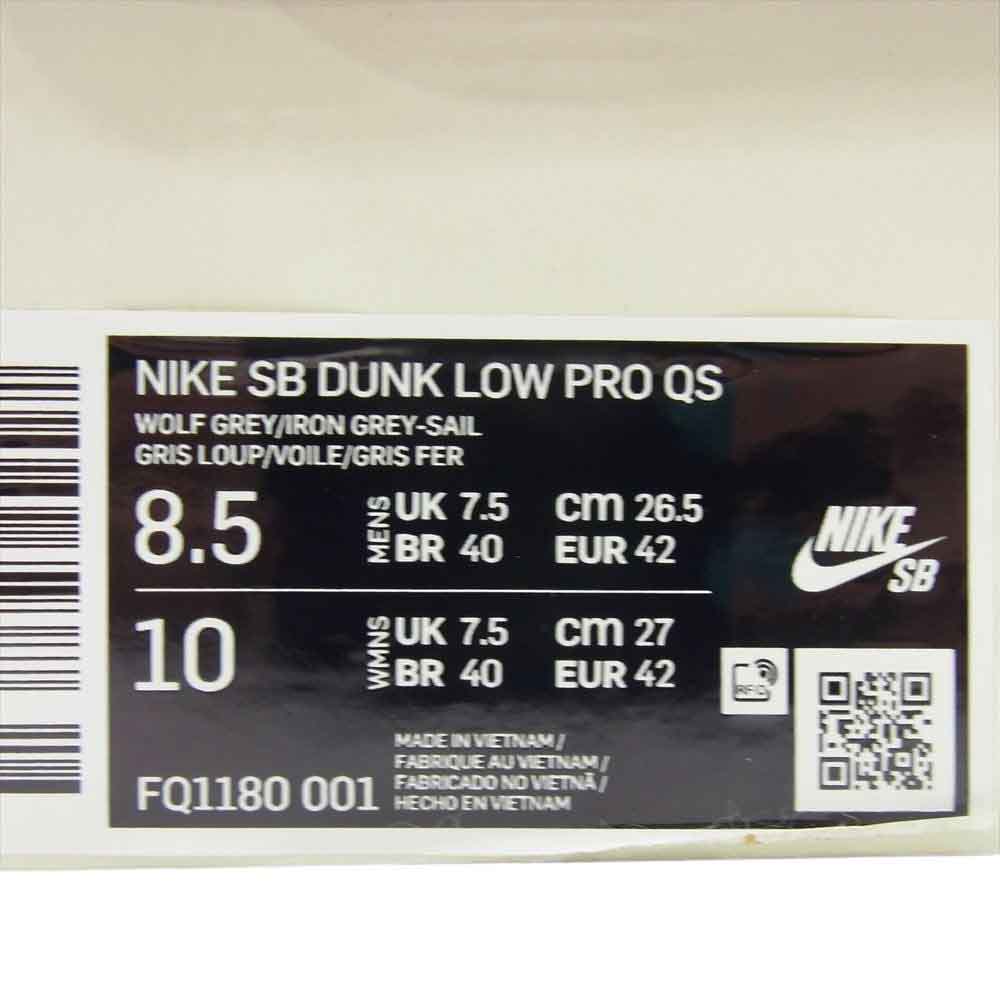 NIKE SB DUNK LOW PRO QS
WOLF GREY/IRON GREY-SAIL
GRIS LOUP/VOILE/GRIS FER
8.5 MENS UK 7.5 cm 26.5
BR 40 EUR 42
10 WMNS UK 7.5 cm 27
BR 40 EUR 42
NIKE
SB
RFID
MADE IN VIETNAM /
FABRIQUE AU VIETNAM /
FABRICADO NO VIETNÃ /
HECHO EN VIETNAM
FQ1180 001